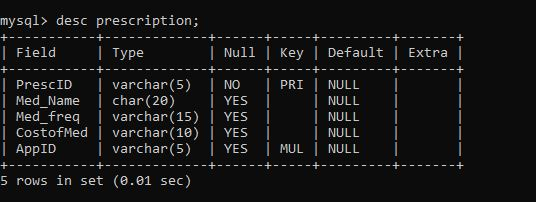 mysql> desc prescription;
+-----------+-------------+------+-----+---------+-------+
| Field     | Type        | Null | Key | Default | Extra |
+-----------+-------------+------+-----+---------+-------+
| PrescID   | varchar(5)  | NO   | PRI | NULL    |       |
| Med_Name  | char(20)    | YES  |     | NULL    |       |
| Med_freq  | varchar(15) | YES  |     | NULL    |       |
| CostofMed | varchar(10) | YES  |     | NULL    |       |
| AppID     | varchar(5)  | YES  | MUL | NULL    |       |
+-----------+-------------+------+-----+---------+-------+
5 rows in set (0.01 sec)